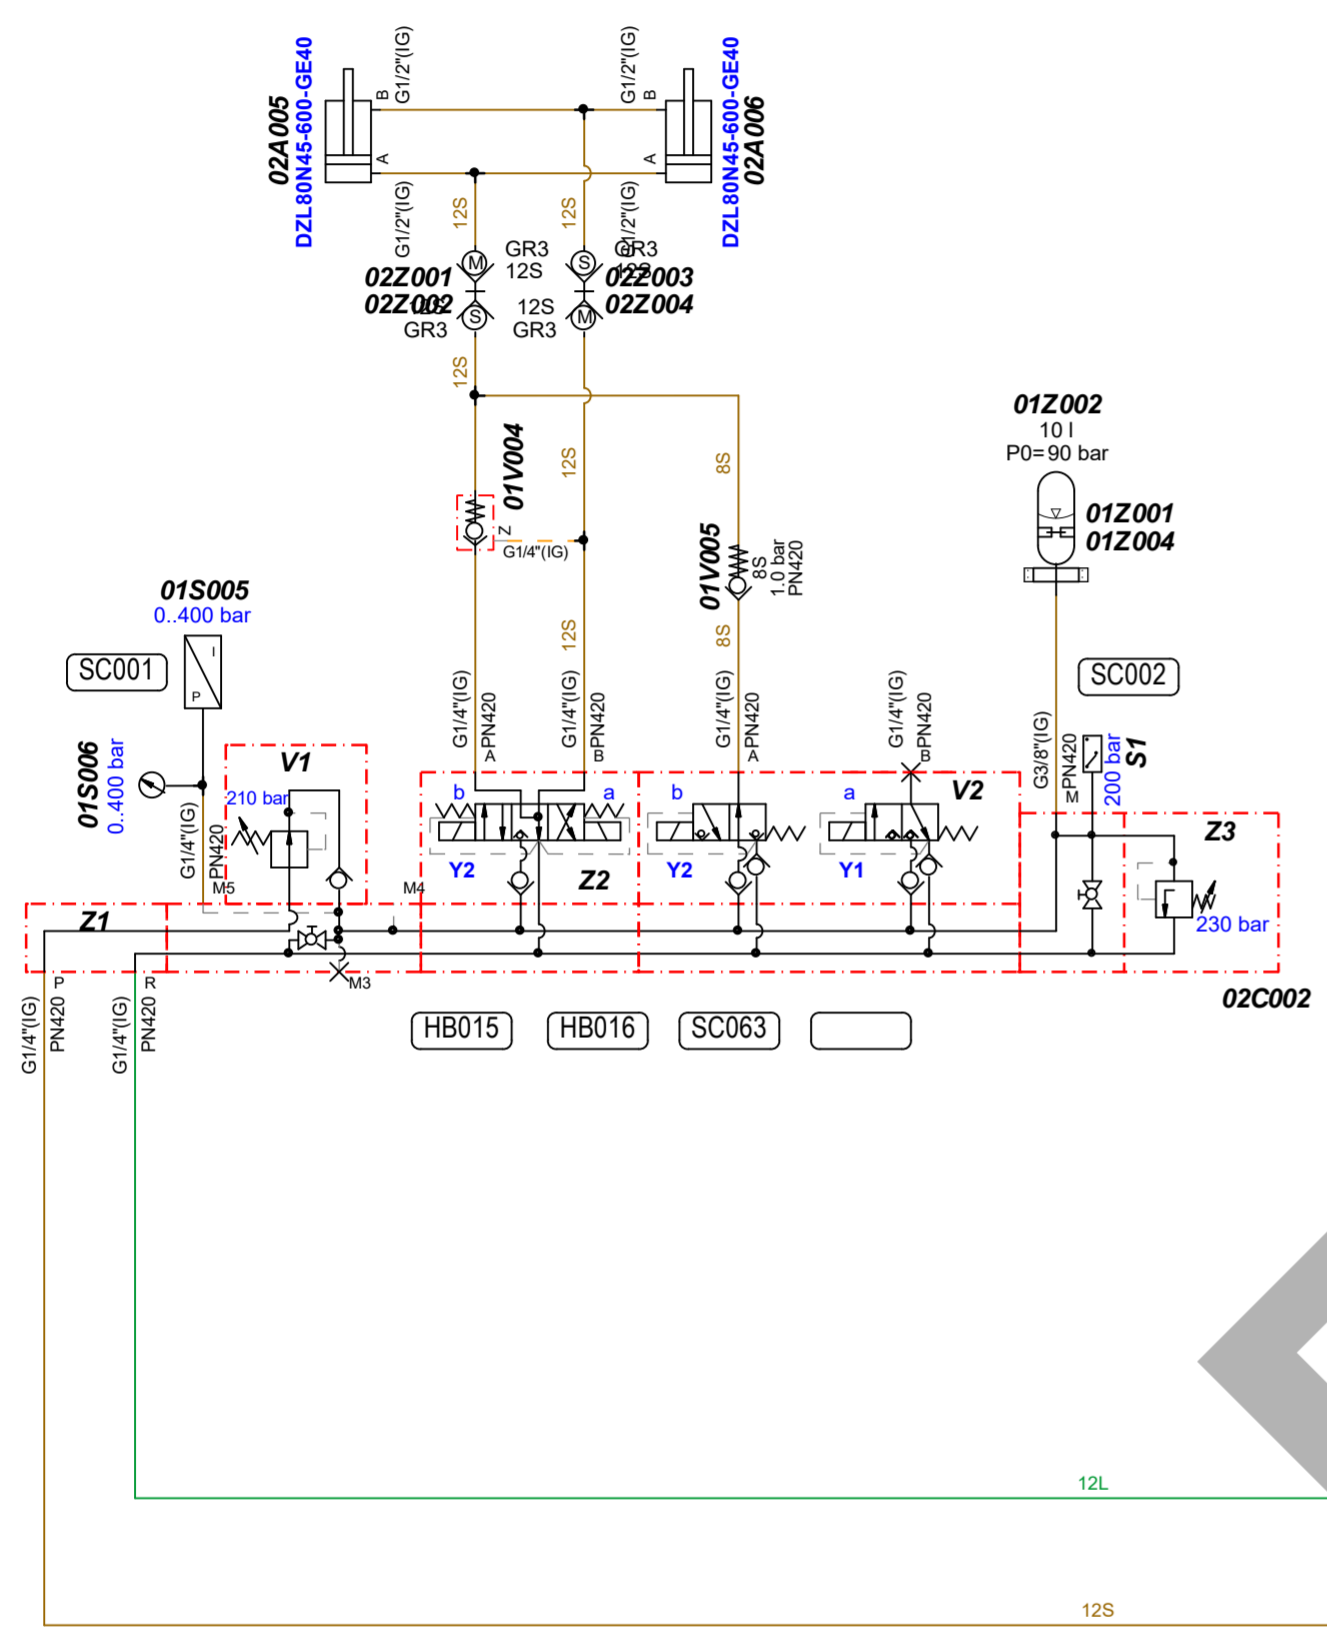 G1/2"(IG)
G1/2"(IG)
B
B
02A005
DZL80N45-600-GE40
DZL80N45-600-GE40
02A006
A
A
G1/2"(IG)
12S
12S
G1/2"(IG)
GR3
12S
GR3
12S
02Z001
02Z003
M
S
02Z002
12S
12S
02Z004
GR3
GR3
S
M
12S
01V004
12S
8S
Z
G1/4"(IG)
01V005
8S
1.0 bar
PN420
01Z002
10 l
P0= 90 bar
01Z001
01Z004
01S005
0..400 bar
SC001
I
P
12S
8S
SC002
01S006
0..400 bar
G1/4"(IG)
PN420
M5
V1
210 bar
M4
G1/4"(IG)
PN420
A
G1/4"(IG)
PN420
B
G1/4"(IG)
PN420
A
G1/4"(IG)
PN420
B
G3/8"(IG)
PN420
M
200 bar
S1
b
a
b
a
V2
Y2
Z2
Y2
Y1
Z3
230 bar
Z1
02C002
P
R
M3
G1/4"(IG)
PN420
G1/4"(IG)
PN420
HB015
HB016
SC063
12L
12S